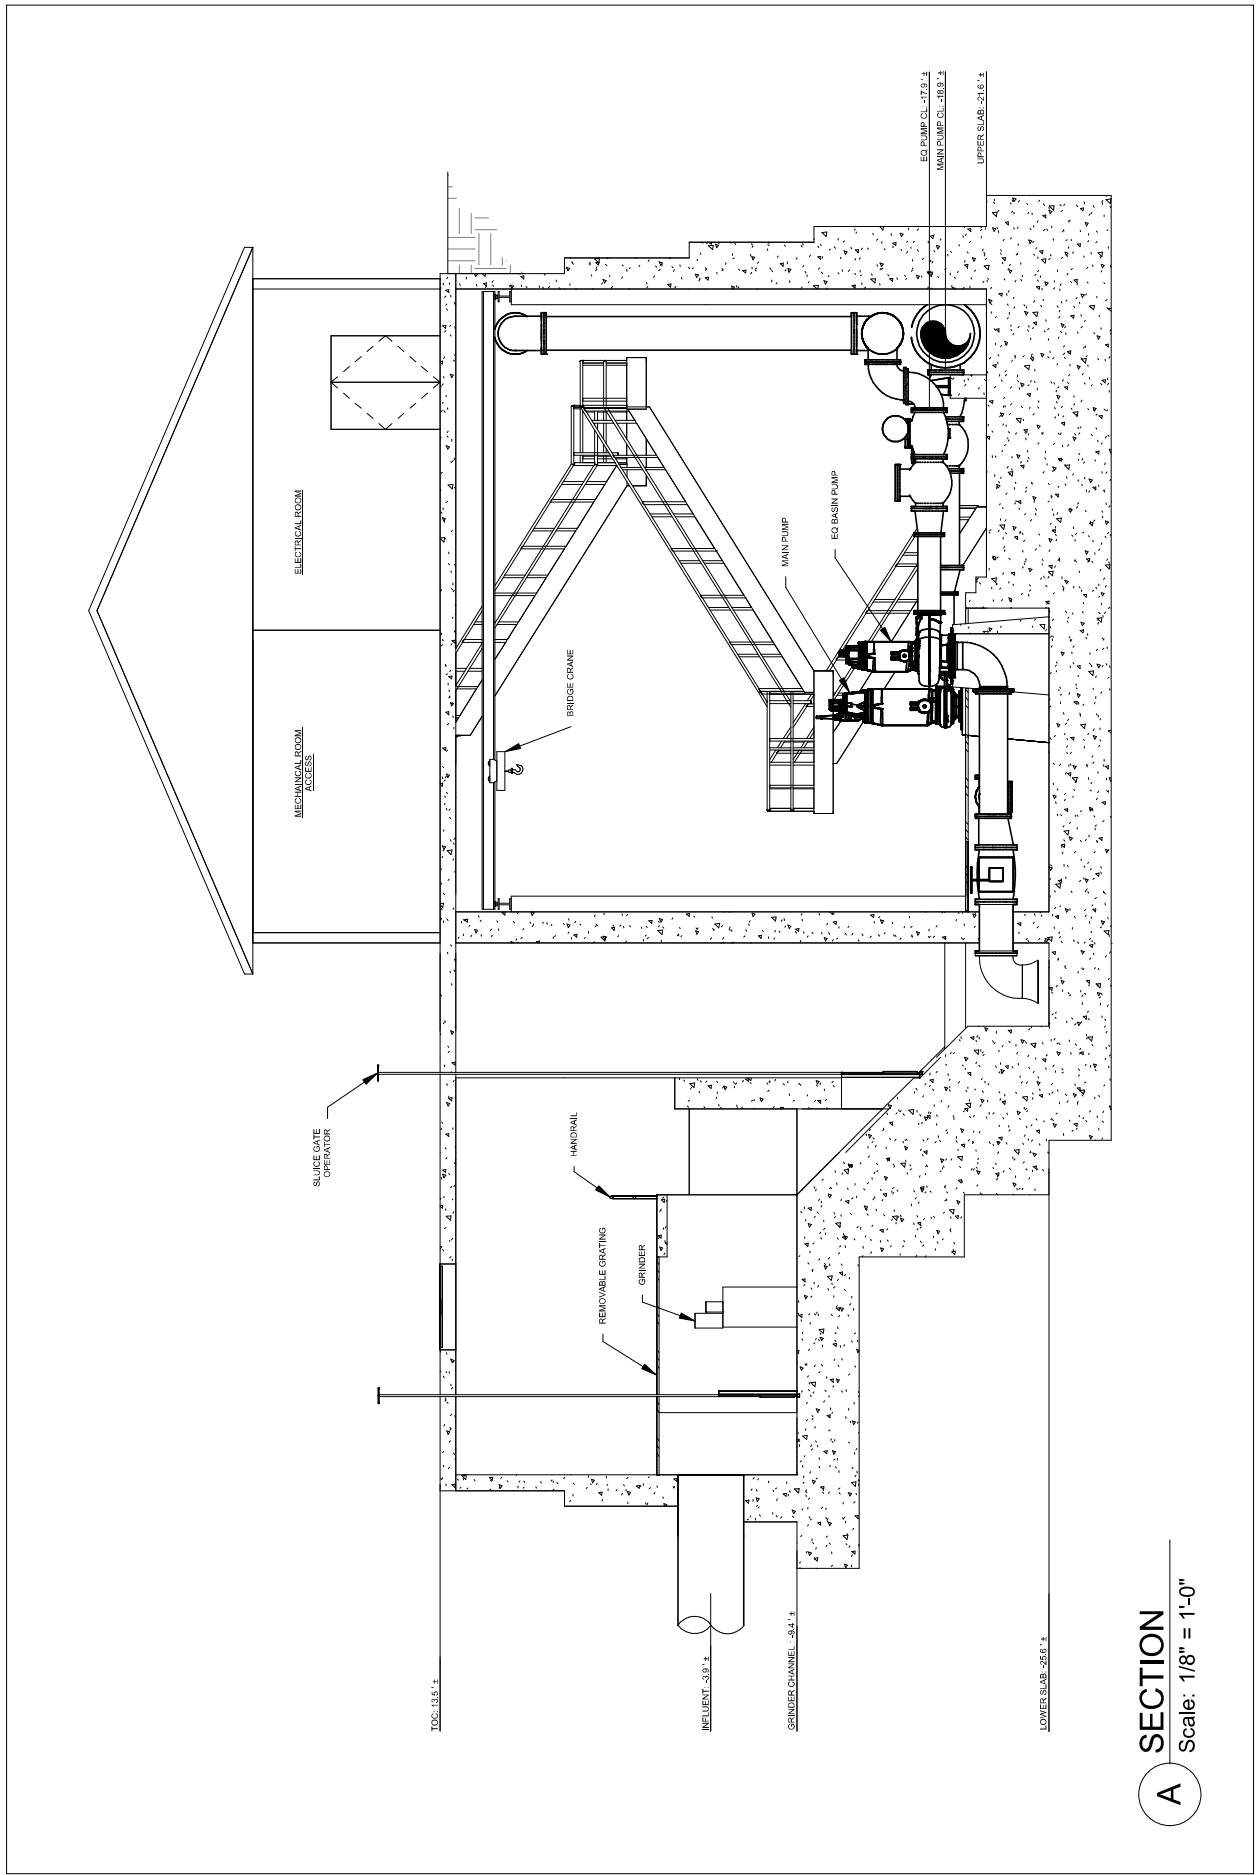 ELECTRICAL ROOM
MECHAINCAL ROOM
ACCESS
SLUICE GATE
OPERATOR
HANDRAIL
REMOVABLE GRATING
GRINDER
BRIDGE CRANE
MAIN PUMP
EQ BASIN PUMP
EQ PUMP CL: -17.9 ' ±
MAIN PUMP CL: -18.9 ' ±
UPPER SLAB: -21.6 ' ±
TOC: 13.5 ' ±
INFLUENT: -3.9 ' ±
GRINDER CHANNEL : -9.4 ' ±
LOWER SLAB: -25.6 ' ±
A
SECTION
Scale: 1/8" = 1'-0"